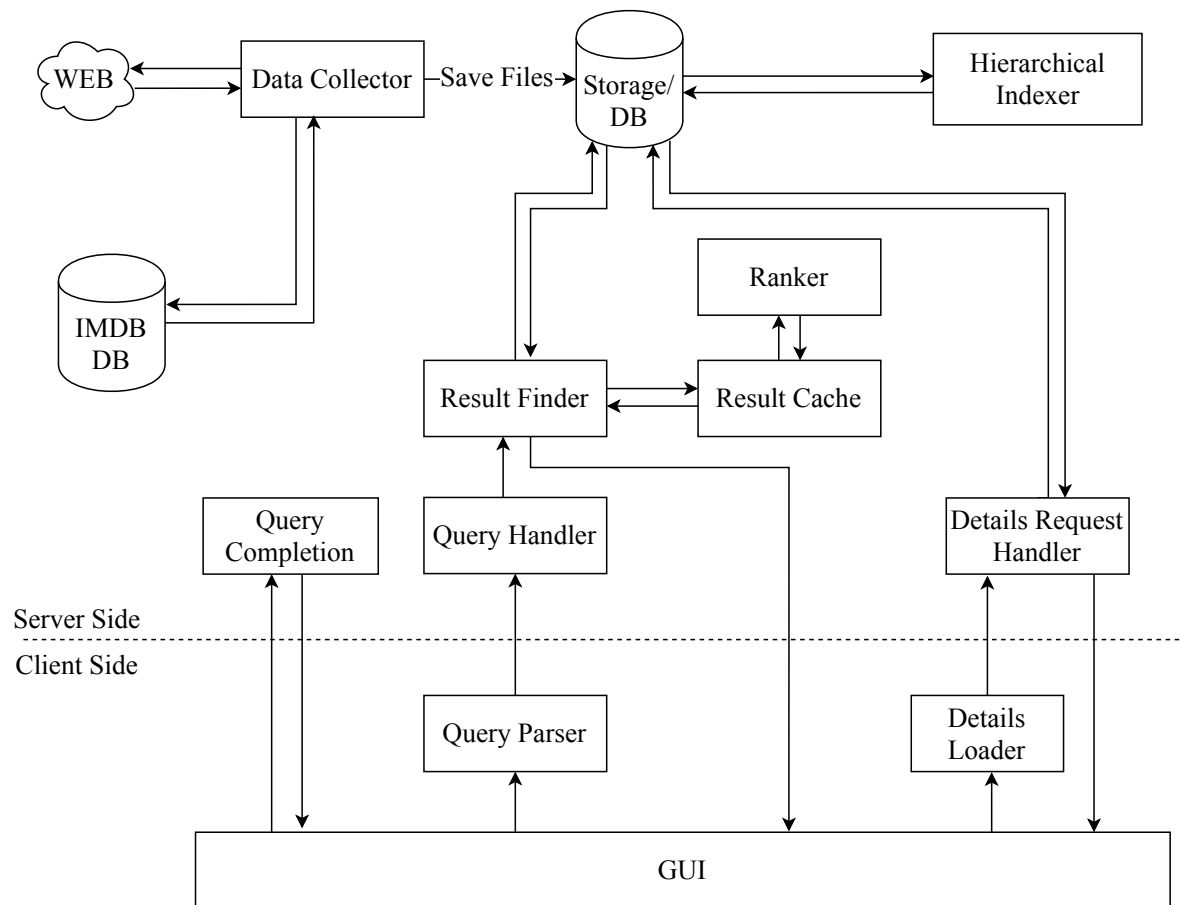 WEB
Data Collector
Save Files
Storage/
DB
Hierarchical
Indexer
IMDB
DB
Ranker
Result Finder
Result Cache
Query
Completion
Query Handler
Details Request
Handler
Server Side
Client Side
Query Parser
Details
Loader
GUI